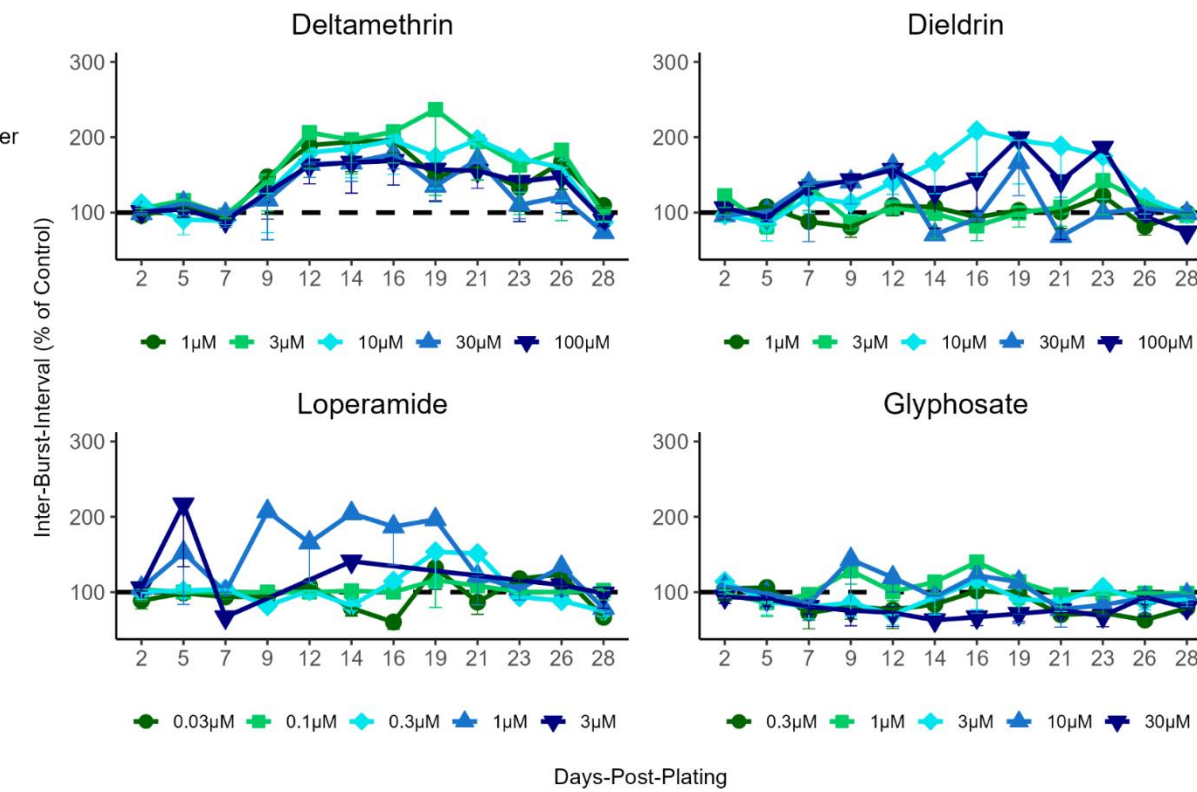 Deltamethrin
Dieldrin
er
Inter-Burst-Interval (% of Control)
300
200
100
2 5 7 9 12 14 16 19 21 23 26 28
300
200
100
2 5 7 9 12 14 16 19 21 23 26 28
1μM 3μM 10μM 30μM 100μM
1μM 3μM 10μM 30μM 100μM
Loperamide
Glyphosate
300
200
100
2 5 7 9 12 14 16 19 21 23 26 28
300
200
100
2 5 7 9 12 14 16 19 21 23 26 28
0.03μM 0.1μM 0.3μM 1μM 3μM
0.3μM 1μM 3μM 10μM 30μM
Days-Post-Plating